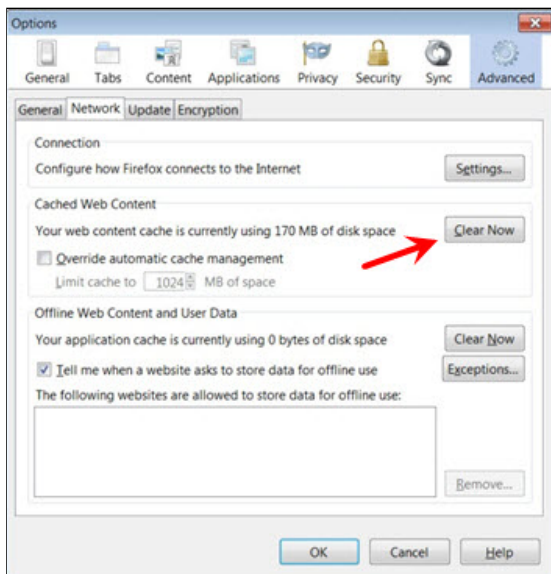 Options
General Tabs Content Applications Privacy Security Sync Advanced
General Network Update Encryption
Connection
Configure how Firefox connects to the Internet Settings...
Cached Web Content
Your web content cache is currently using 170 MB of disk space Clear Now
Override automatic cache management
Limit cache to 1024 MB of space
Offline Web Content and User Data
Your application cache is currently using 0 bytes of disk space Clear Now
Tell me when a website asks to store data for offline use Exceptions...
The following websites are allowed to store data for offline use:
Remove...
OK Cancel Help